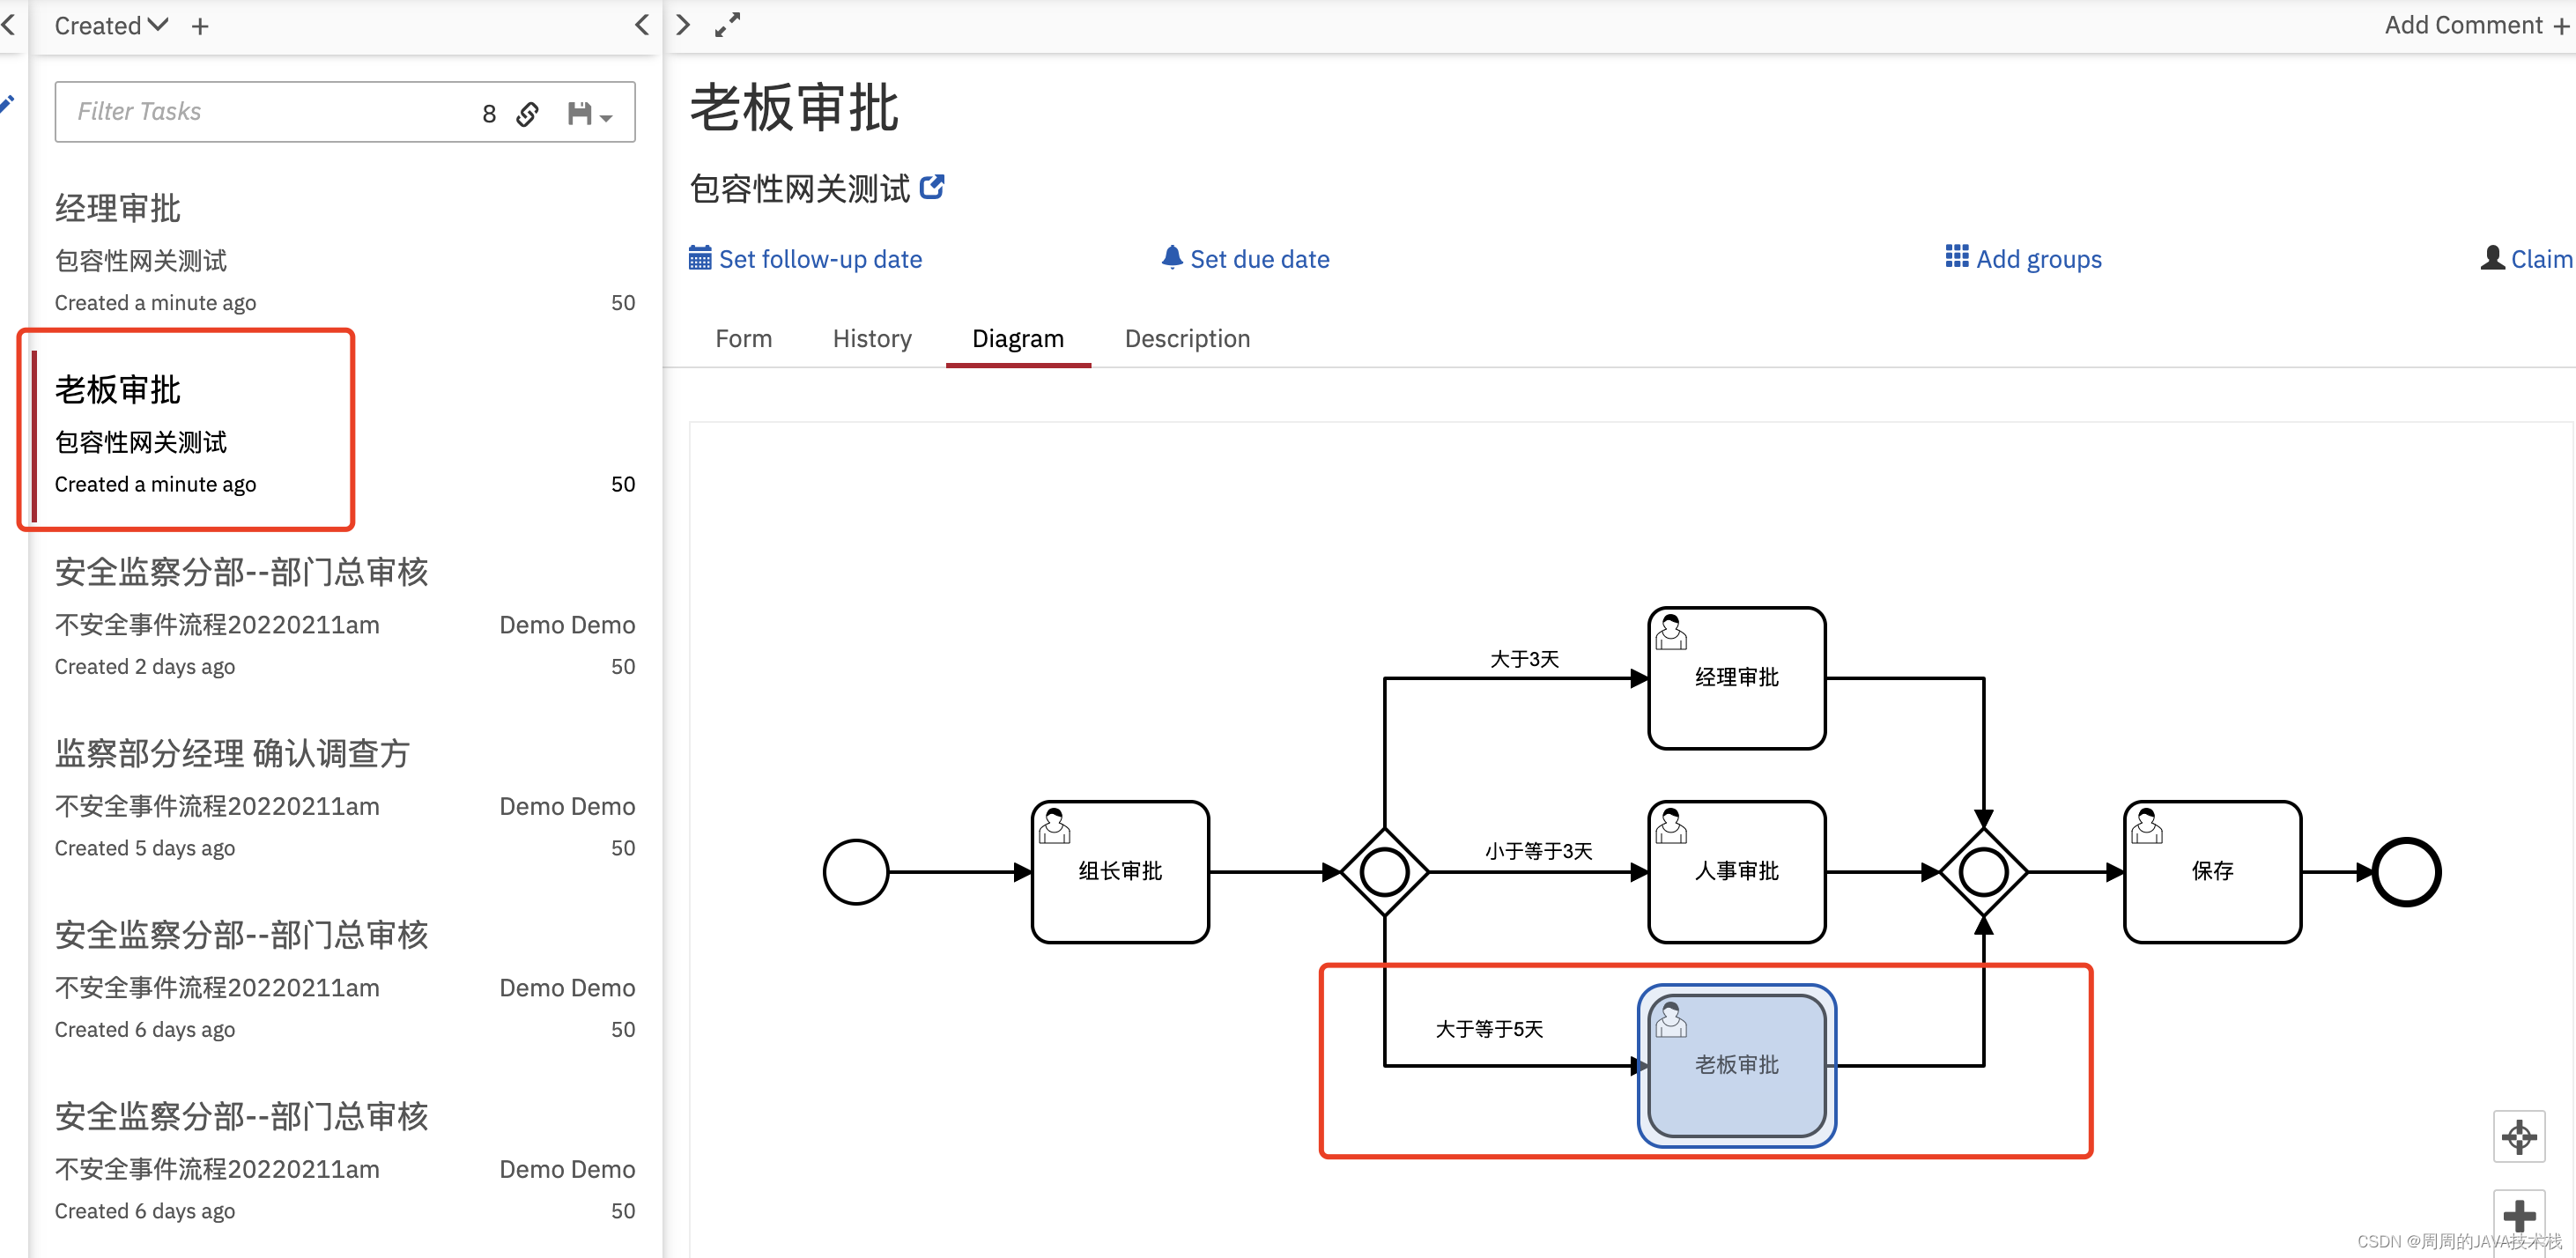 Created
Add Comment +
Filter Tasks 8
经理审批
包容性网关测试
Created a minute ago 50
老板审批
包容性网关测试
Created a minute ago 50
安全监察分部--部门总审核
不安全事件流程20220211am Demo Demo
Created 2 days ago 50
监察部分经理 确认调查方
不安全事件流程20220211am Demo Demo
Created 5 days ago 50
安全监察分部--部门总审核
不安全事件流程20220211am Demo Demo
Created 6 days ago 50
安全监察分部--部门总审核
不安全事件流程20220211am Demo Demo
Created 6 days ago 50
老板审批
包容性网关测试
Set follow-up date
Set due date
Add groups
Claim
Form
History
Diagram
Description
大于3天
经理审批
组长审批
小于等于3天
人事审批
保存
大于等于5天
老板审批
CSDN @周周的JAVA技术栈